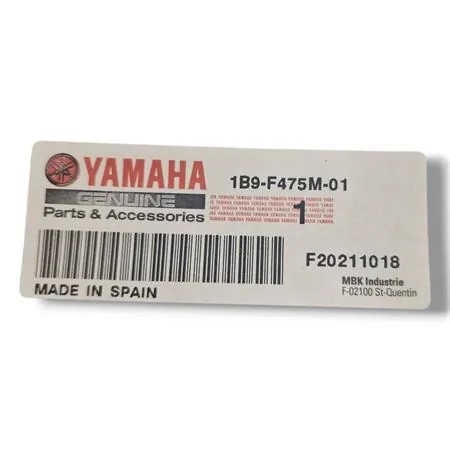 YAMAHA
GENUINE
Parts & Accessories
1B9-F475M-01
1
F20211018
MADE IN SPAIN
MBK Industrie
F-02100 St-Quentin